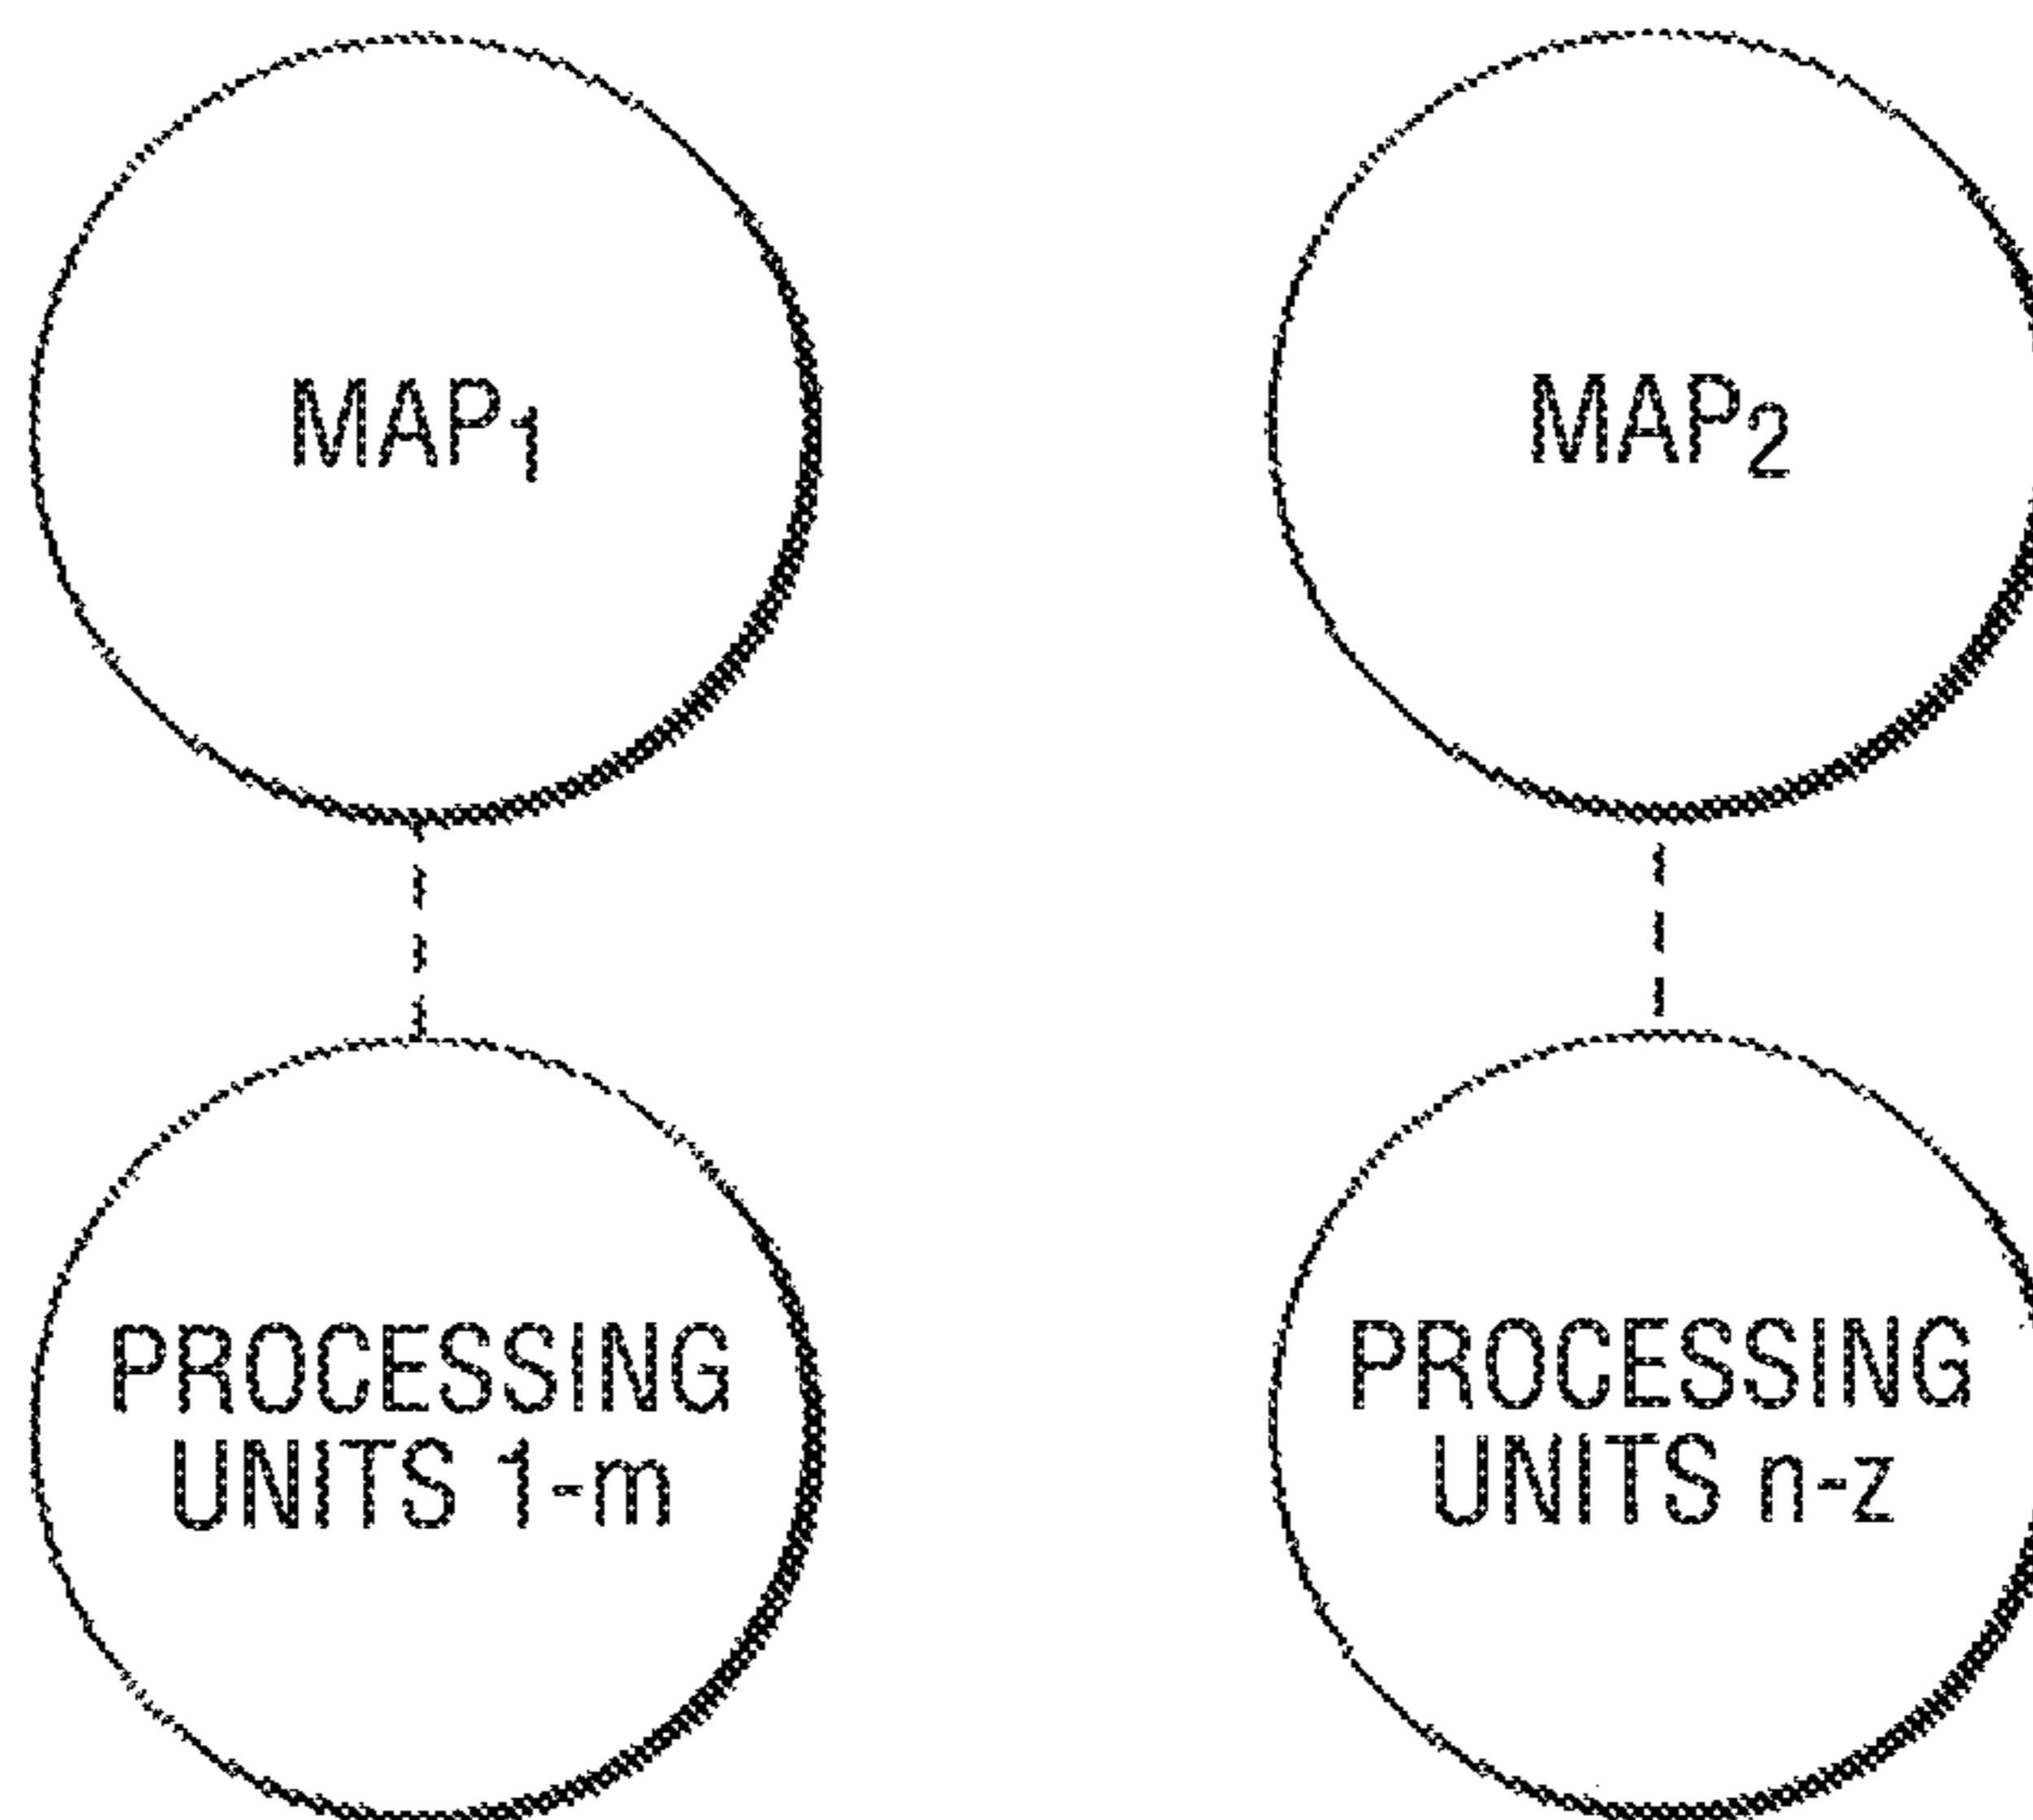 MAP₁
MAP₂
PROCESSING
UNITS 1-m
PROCESSING
UNITS n-z